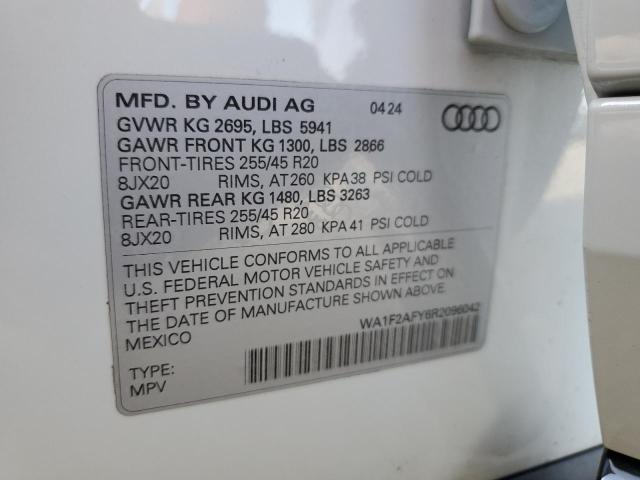 MFD. BY AUDI AG 04 24
GVWR KG 2695, LBS 5941
GAWR FRONT KG 1300, LBS 2866
FRONT-TIRES 255/45 R20
8JX20 RIMS, AT 260 KPA 38 PSI COLD
GAWR REAR KG 1480, LBS 3263
REAR-TIRES 255/45 R20
8JX20 RIMS, AT 280 KPA 41 PSI COLD
THIS VEHICLE CONFORMS TO ALL APPLICABLE
U.S. FEDERAL MOTOR VEHICLE SAFETY AND
THEFT PREVENTION STANDARDS IN EFFECT ON
THE DATE OF MANUFACTURE SHOWN ABOVE.
MEXICO
WA1F2AFY6R2096042
TYPE:
MPV